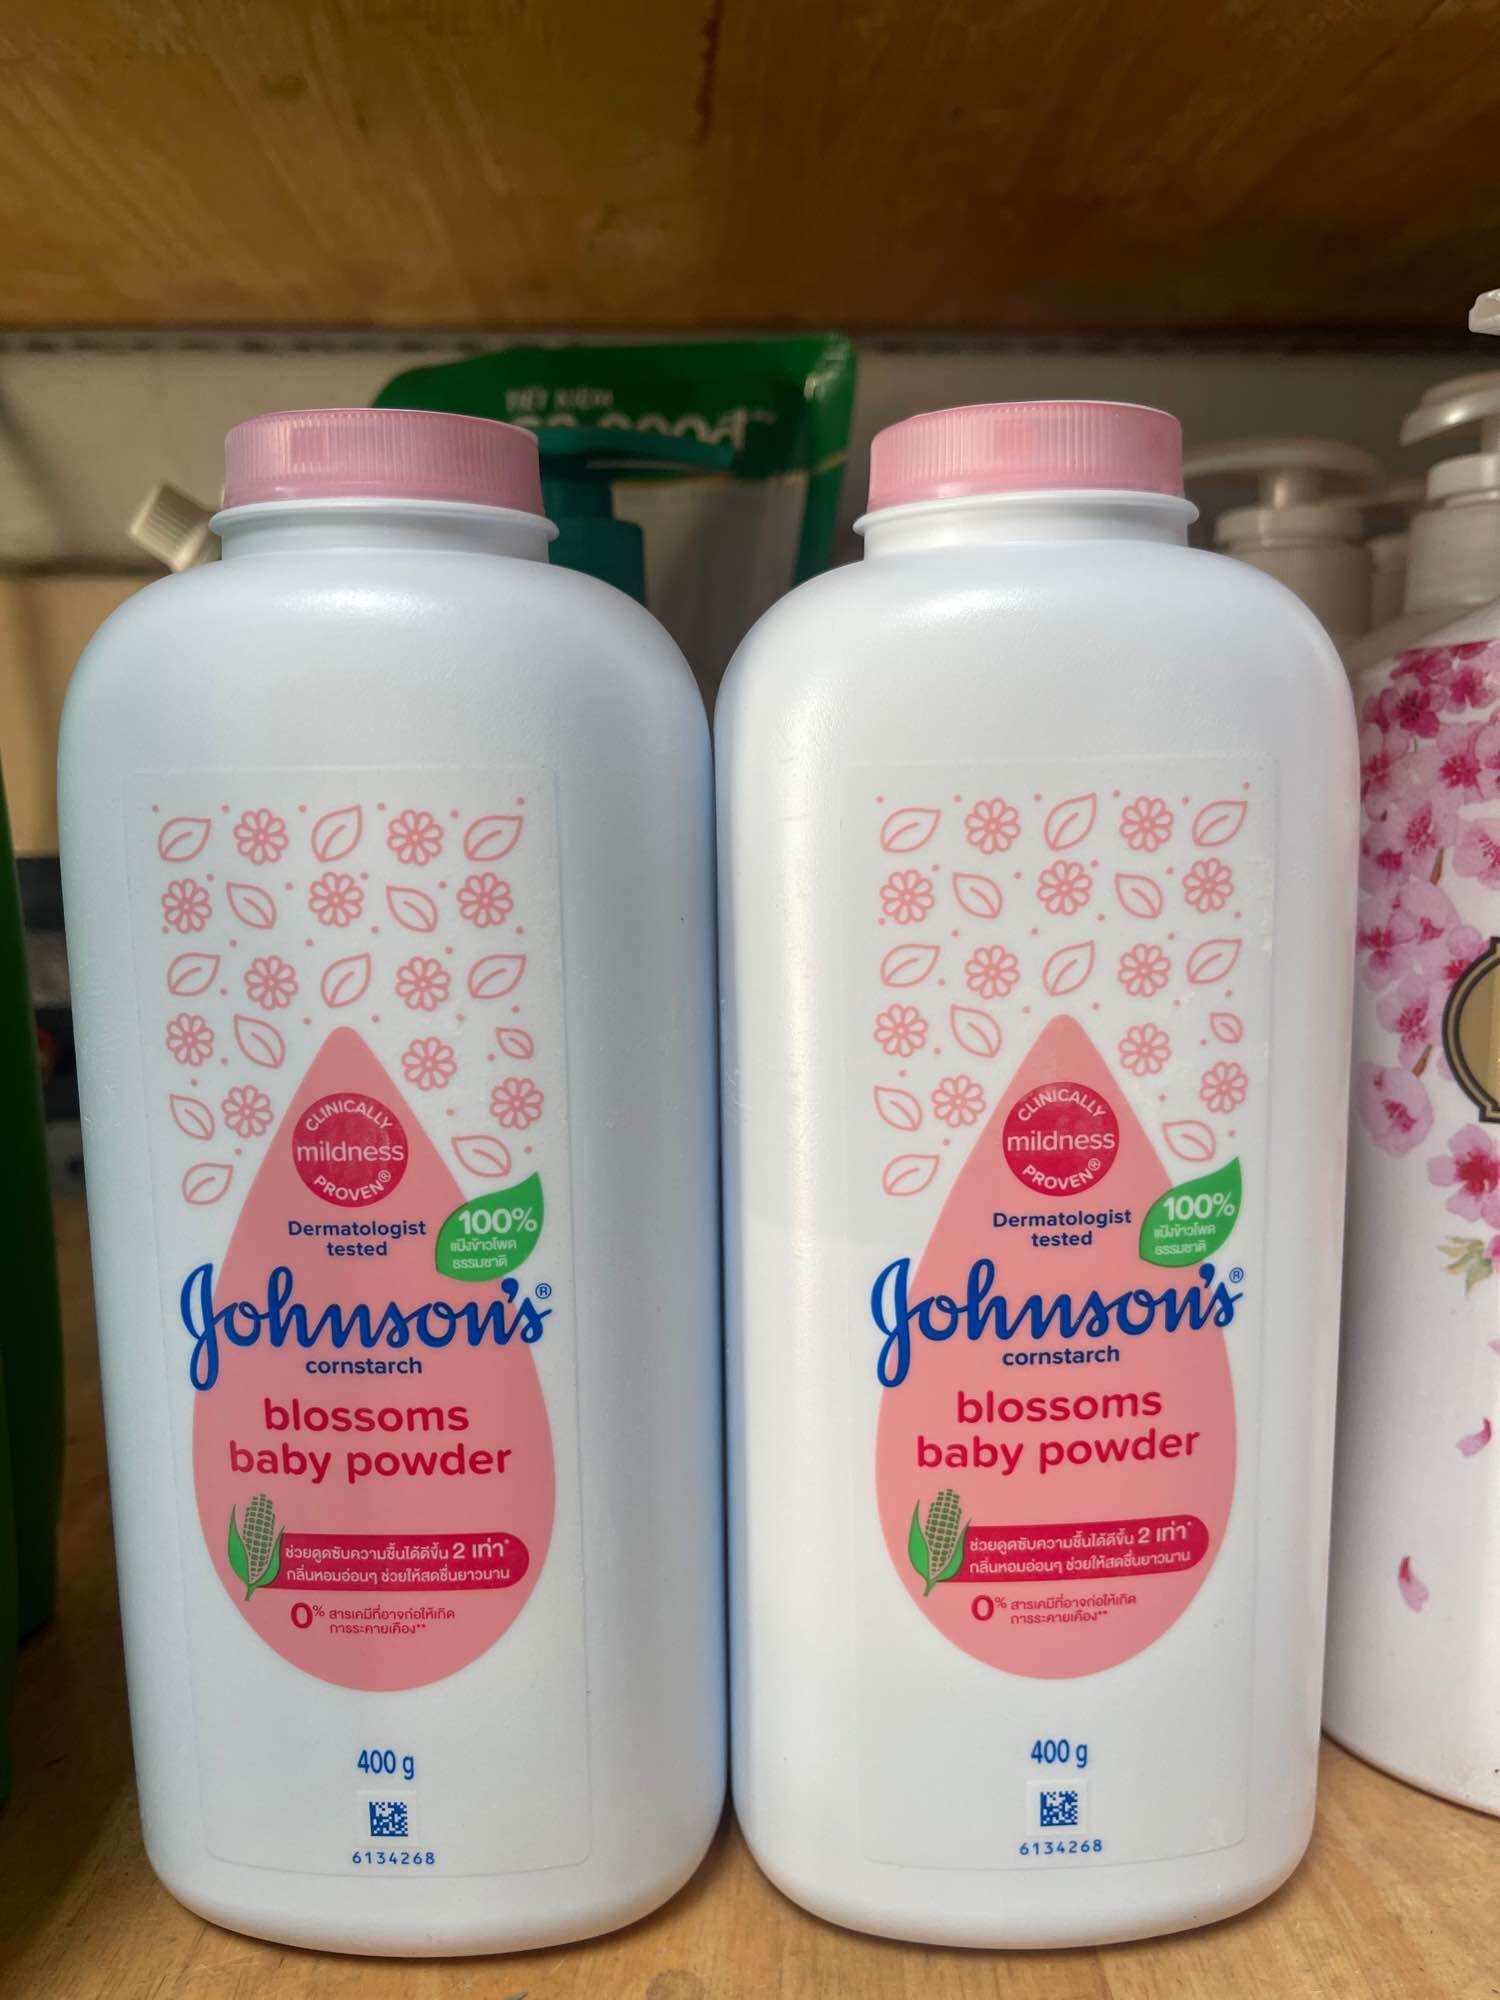 TIẾT KIỆM
CLINICALLY
mildness
PROVEN®
Dermatologist
tested
100%
แป้งข้าวโพด
ธรรมชาติ
Johnson's®
cornstarch
blossoms
baby powder
ช่วยดูดซับความชื้นได้ดีขึ้น 2 เท่า*
กลิ่นหอมอ่อนๆ ช่วยให้สดชื่นยาวนาน
0% สารเคมีที่อาจก่อให้เกิด
การระคายเคือง**
400 g
6134268
CLINICALLY
mildness
PROVEN®
Dermatologist
tested
100%
แป้งข้าวโพด
ธรรมชาติ
Johnson's®
cornstarch
blossoms
baby powder
ช่วยดูดซับความชื้นได้ดีขึ้น 2 เท่า*
กลิ่นหอมอ่อนๆ ช่วยให้สดชื่นยาวนาน
0% สารเคมีที่อาจก่อให้เกิด
การระคายเคือง**
400 g
6134268